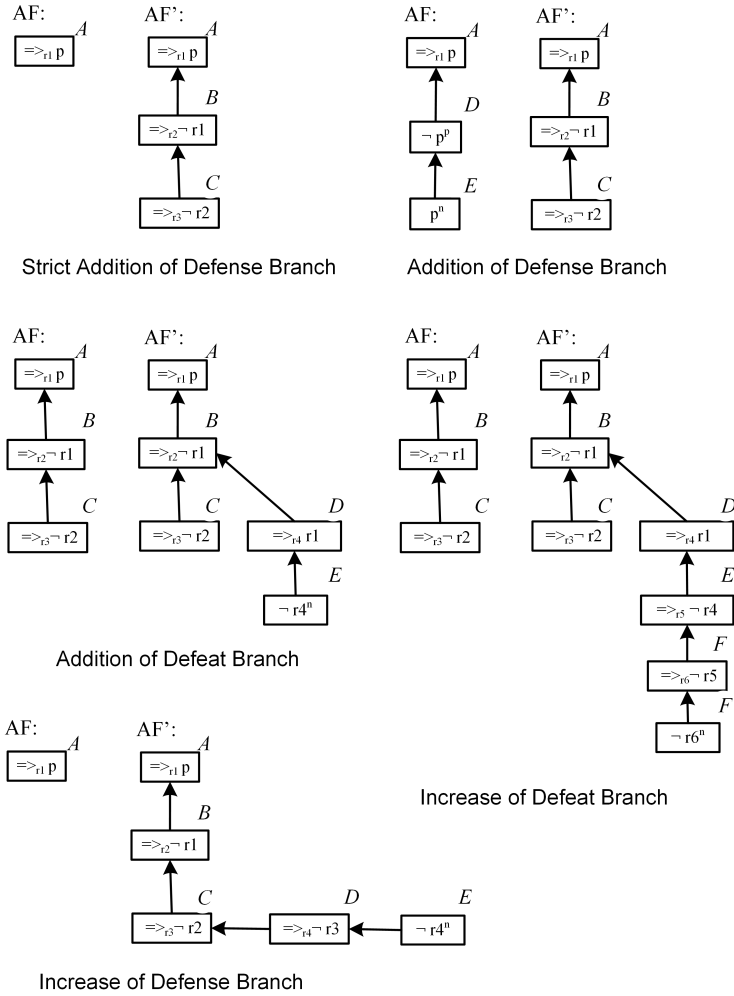 AF: AF’: AF: AF’:
A A A A
=>r1 p =>r1 p =>r1 p =>r1 p
B D B
=>r2¬ r1 ¬ pᵖ =>r2¬ r1
C E C
=>r3¬ r2 pⁿ =>r3¬ r2
Strict Addition of Defense Branch Addition of Defense Branch
AF: AF’: AF: AF’:
A A A A
=>r1 p =>r1 p =>r1 p =>r1 p
B B B B
=>r2¬ r1 =>r2¬ r1 =>r2¬ r1 =>r2¬ r1
C C D C C D
=>r3¬ r2 =>r3¬ r2 =>r4 r1 =>r3¬ r2 =>r3¬ r2 =>r4 r1
E E
¬ r4ⁿ =>r5 ¬ r4
F
Addition of Defeat Branch
=>r6¬ r5
F
¬ r6ⁿ
Increase of Defeat Branch
AF: AF’:
A A
=>r1 p =>r1 p
B
=>r2¬ r1
C D E
=>r3¬ r2 =>r4¬ r3 ¬ r4ⁿ
Increase of Defense Branch